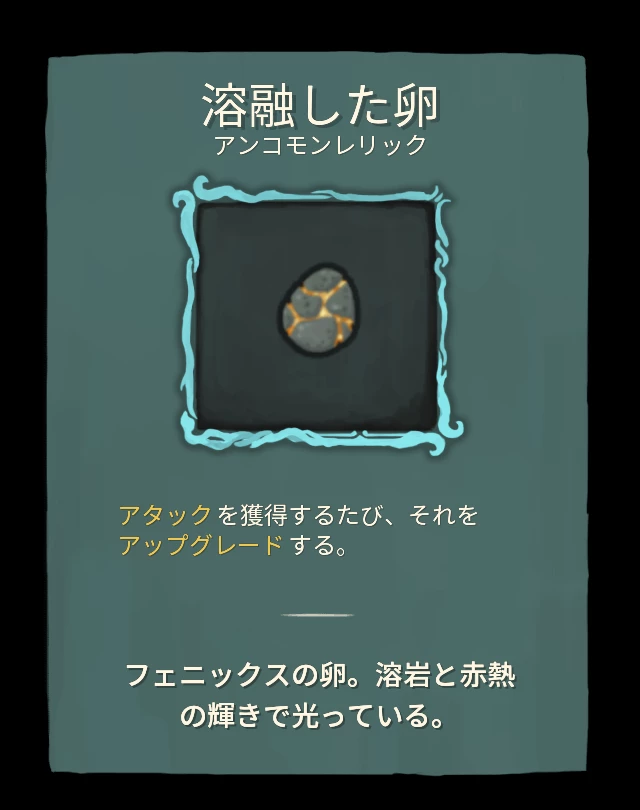 溶融した卵
アンコモンレリック
アタックを獲得するたび、それを
アップグレードする。
フェニックスの卵。溶岩と赤熱
の輝きで光っている。